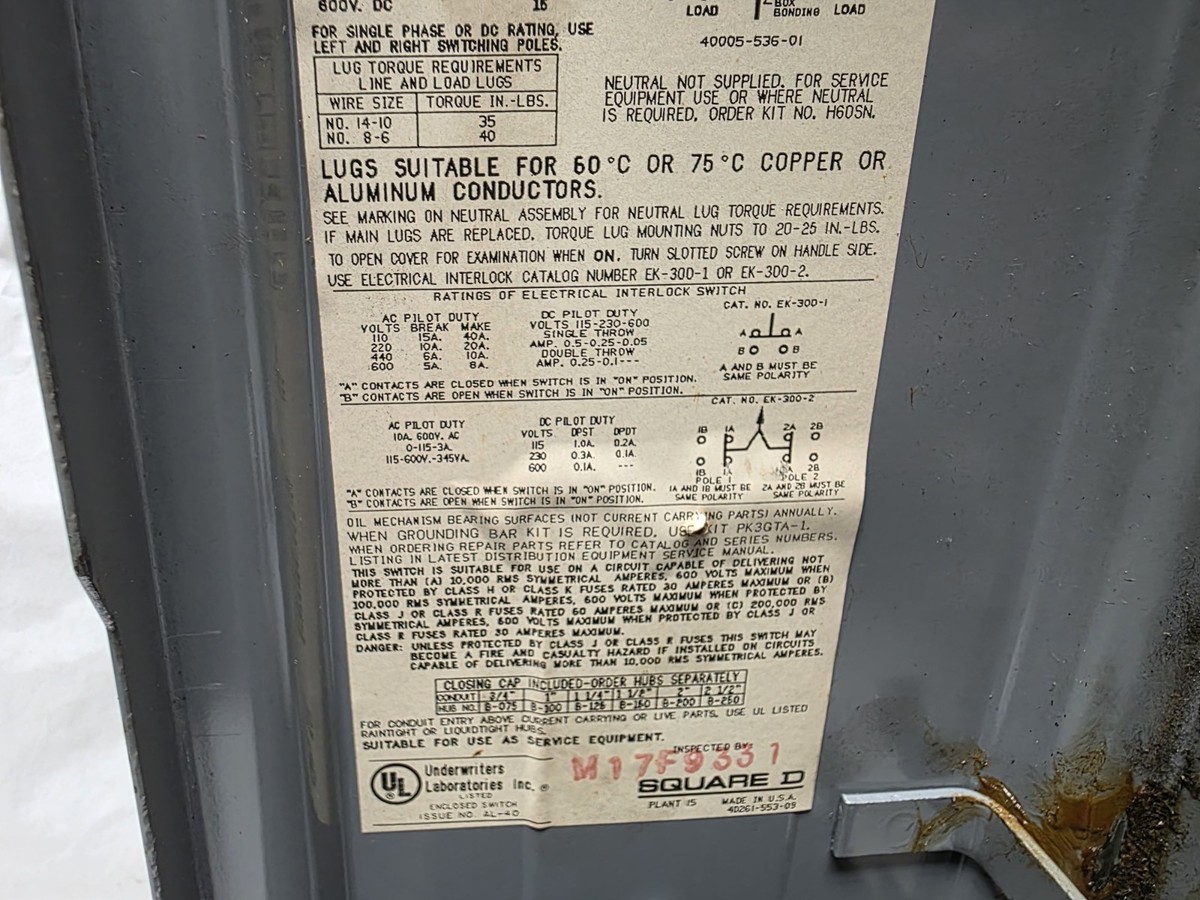 600V. DC 15
LOAD BOX BONDING LOAD
40005-536-01
FOR SINGLE PHASE OR DC RATING, USE
LEFT AND RIGHT SWITCHING POLES.
LUG TORQUE REQUIREMENTS
LINE AND LOAD LUGS
WIRE SIZE TORQUE IN.-LBS.
NO. 14-10 35
NO. 8-6 40
NEUTRAL NOT SUPPLIED. FOR SERVICE
EQUIPMENT USE OR WHERE NEUTRAL
IS REQUIRED, ORDER KIT NO. H60SN.
LUGS SUITABLE FOR 60°C OR 75°C COPPER OR
ALUMINUM CONDUCTORS.
SEE MARKING ON NEUTRAL ASSEMBLY FOR NEUTRAL LUG TORQUE REQUIREMENTS.
IF MAIN LUGS ARE REPLACED, TORQUE LUG MOUNTING NUTS TO 20-25 IN.-LBS.
TO OPEN COVER FOR EXAMINATION WHEN ON, TURN SLOTTED SCREW ON HANDLE SIDE.
USE ELECTRICAL INTERLOCK CATALOG NUMBER EK-300-1 OR EK-300-2.
RATINGS OF ELECTRICAL INTERLOCK SWITCH
AC PILOT DUTY
VOLTS BREAK MAKE
110 15A. 40A.
220 10A. 20A.
440 6A. 10A.
600 5A. 8A.
DC PILOT DUTY
VOLTS 115-230-600
SINGLE THROW
AMP. 0.5-0.25-0.05
DOUBLE THROW
AMP. 0.25-0.1---
CAT. NO. EK-300-1
A A
B B
A AND B MUST BE
SAME POLARITY
"A" CONTACTS ARE CLOSED WHEN SWITCH IS IN "ON" POSITION.
"B" CONTACTS ARE OPEN WHEN SWITCH IS IN "ON" POSITION.
CAT. NO. EK-300-2
AC PILOT DUTY
10A. 600V. AC
0-115-3A.
115-600V.-345VA.
DC PILOT DUTY
VOLTS DPST DPDT
115 1.0A. 0.2A.
230 0.3A. 0.1A.
600 0.1A. ---
1B 1A 2A 2B
1B 1A 2B
POLE 1 POLE 2
1A AND 1B MUST BE
SAME POLARITY
2A AND 2B MUST BE
SAME POLARITY
"A" CONTACTS ARE CLOSED WHEN SWITCH IS IN "ON" POSITION.
"B" CONTACTS ARE OPEN WHEN SWITCH IS IN "ON" POSITION.
OIL MECHANISM BEARING SURFACES (NOT CURRENT CARRYING PARTS) ANNUALLY.
WHEN GROUNDING BAR KIT IS REQUIRED, USE KIT PK3GTA-1.
WHEN ORDERING REPAIR PARTS REFER TO CATALOG AND SERIES NUMBERS.
LISTING IN LATEST DISTRIBUTION EQUIPMENT SERVICE MANUAL.
THIS SWITCH IS SUITABLE FOR USE ON A CIRCUIT CAPABLE OF DELIVERING NOT
MORE THAN (A) 10,000 RMS SYMMETRICAL AMPERES, 600 VOLTS MAXIMUM WHEN
PROTECTED BY CLASS H OR CLASS K FUSES RATED 30 AMPERES MAXIMUM OR (B)
100,000 RMS SYMMETRICAL AMPERES, 600 VOLTS MAXIMUM WHEN PROTECTED BY
CLASS J OR CLASS R FUSES RATED 60 AMPERES MAXIMUM OR (C) 200,000 RMS
SYMMETRICAL AMPERES, 600 VOLTS MAXIMUM WHEN PROTECTED BY CLASS J OR
CLASS R FUSES RATED 30 AMPERES MAXIMUM.
DANGER: UNLESS PROTECTED BY CLASS J OR CLASS R FUSES THIS SWITCH MAY
BECOME A FIRE AND CASUALTY HAZARD IF INSTALLED ON CIRCUITS
CAPABLE OF DELIVERING MORE THAN 10,000 RMS SYMMETRICAL AMPERES.
CLOSING CAP INCLUDED-ORDER HUBS SEPARATELY
CONDUIT 3/4" 1" 1 1/4" 1 1/2" 2" 2 1/2"
HUB NO. B-075 B-100 B-125 B-150 B-200 B-250
FOR CONDUIT ENTRY ABOVE CURRENT CARRYING OR LIVE PARTS, USE UL LISTED
RAINTIGHT OR LIQUIDTIGHT HUBS.
SUITABLE FOR USE AS SERVICE EQUIPMENT.
UL
Underwriters
Laboratories Inc. ®
LISTED
ENCLOSED SWITCH
ISSUE NO. AL-40
INSPECTED BY:
M17F9331
SQUARE D
PLANT 15 MADE IN U.S.A.
40261-553-09